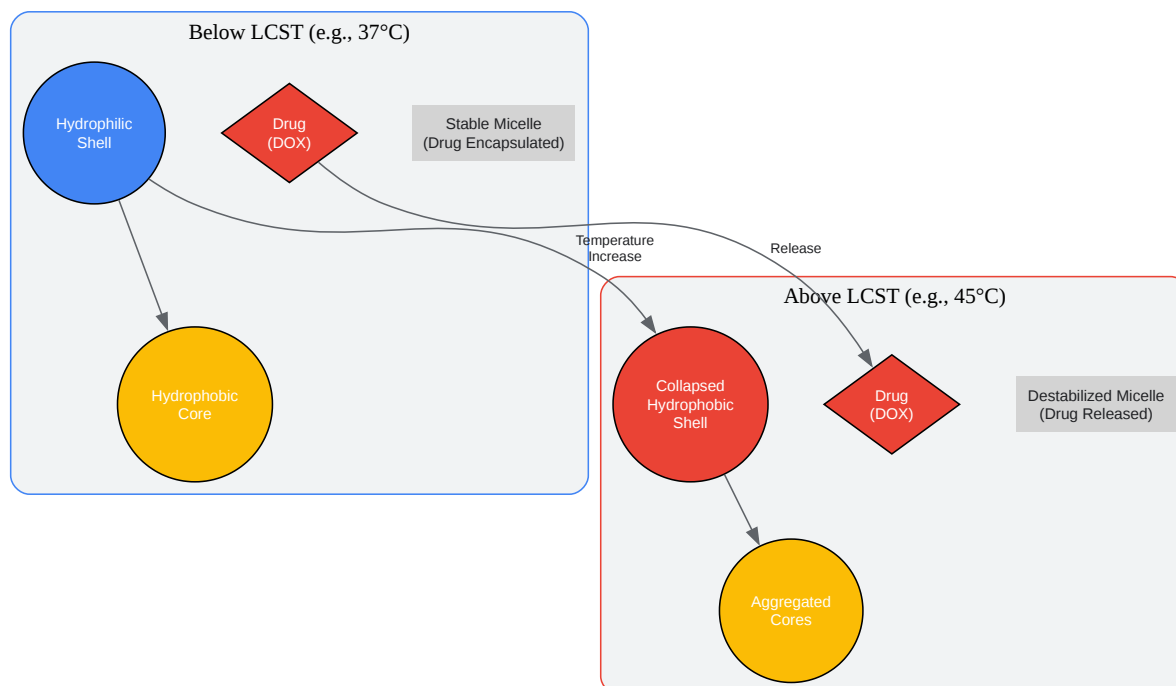 Below LCST (e.g., 37°C)
Hydrophilic
Shell
Drug
(DOX)
Stable Micelle
(Drug Encapsulated)
Hydrophobic
Core
Temperature
Increase
Release
Above LCST (e.g., 45°C)
Collapsed
Hydrophobic
Shell
Drug
(DOX)
Destabilized Micelle
(Drug Released)
Aggregated
Cores